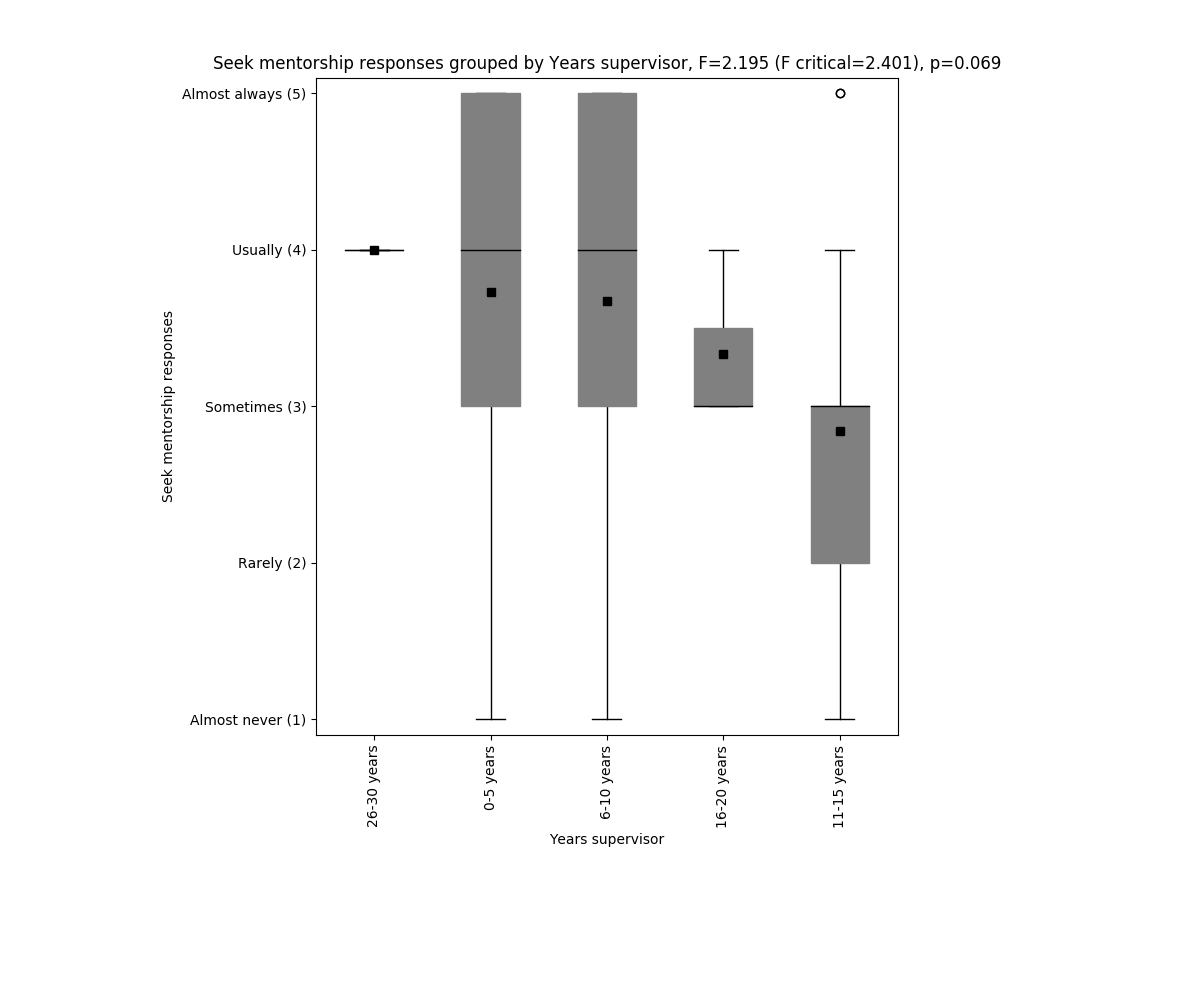 Seek mentorship responses grouped by Years supervisor, F=2.195 (F critical=2.401), p=0.069
Almost always (5)
Usually (4)
Sometimes (3)
Rarely (2)
Almost never (1)
Seek mentorship responses
26-30 years
0-5 years
6-10 years
16-20 years
11-15 years
Years supervisor